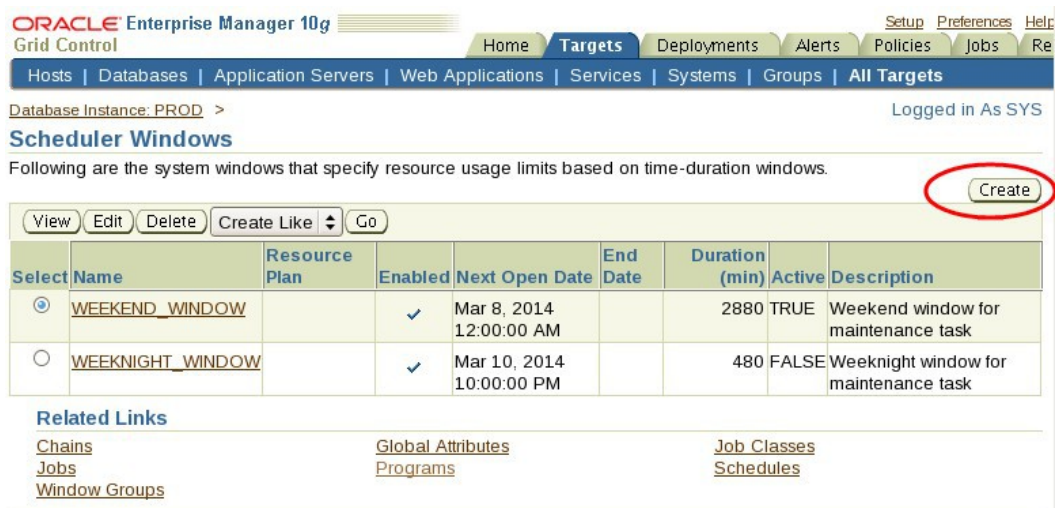 ORACLE Enterprise Manager 10g
Grid Control
Setup Preferences Help
Home Targets Deployments Alerts Policies Jobs Re
Hosts | Databases | Application Servers | Web Applications | Services | Systems | Groups | All Targets
Database Instance: PROD >
Logged in As SYS
Scheduler Windows
Following are the system windows that specify resource usage limits based on time-duration windows.
Create
View Edit Delete Create Like Go
Select Name Resource Plan Enabled Next Open Date End Date Duration (min) Active Description
WEEKEND_WINDOW Mar 8, 2014 12:00:00 AM 2880 TRUE Weekend window for maintenance task
WEEKNIGHT_WINDOW Mar 10, 2014 10:00:00 PM 480 FALSE Weeknight window for maintenance task
Related Links
Chains Global Attributes Job Classes
Jobs Programs Schedules
Window Groups